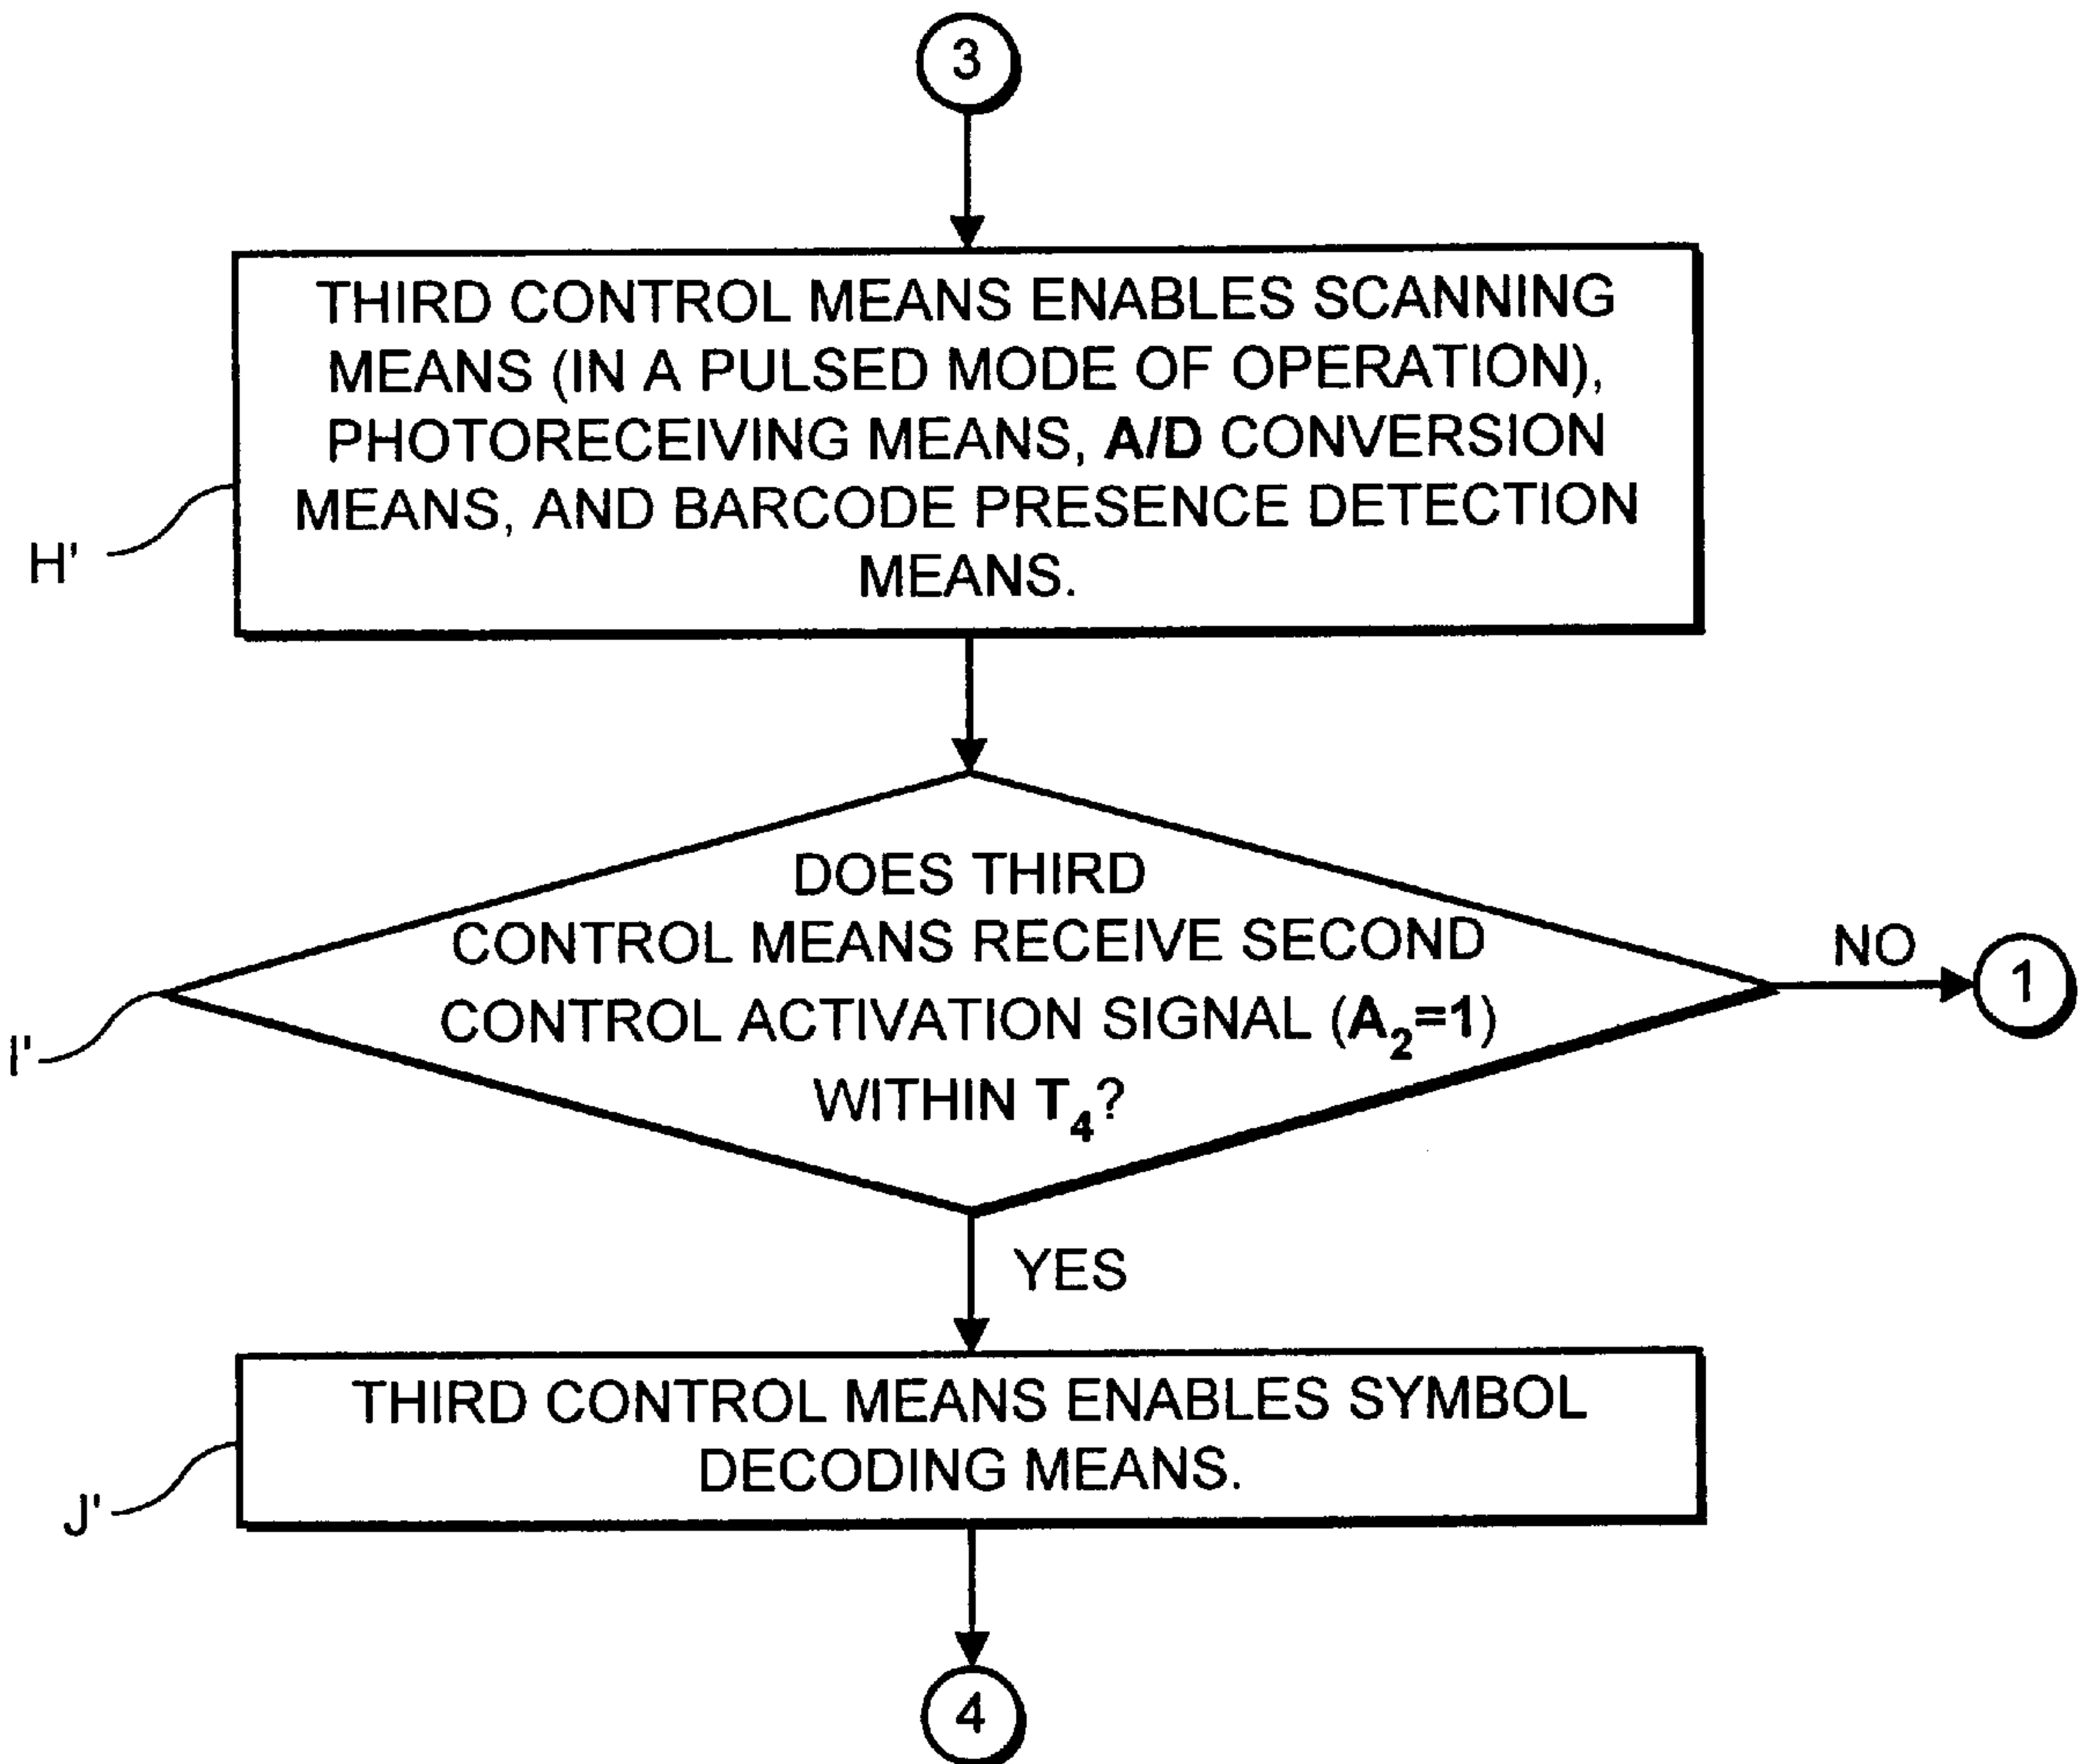 3
THIRD CONTROL MEANS ENABLES SCANNING
MEANS (IN A PULSED MODE OF OPERATION),
PHOTORECEIVING MEANS, A/D CONVERSION
MEANS, AND BARCODE PRESENCE DETECTION
MEANS.
H'
DOES THIRD
CONTROL MEANS RECEIVE SECOND
CONTROL ACTIVATION SIGNAL (A₂=1)
WITHIN T₄?
I'
NO
1
YES
THIRD CONTROL MEANS ENABLES SYMBOL
DECODING MEANS.
J'
4